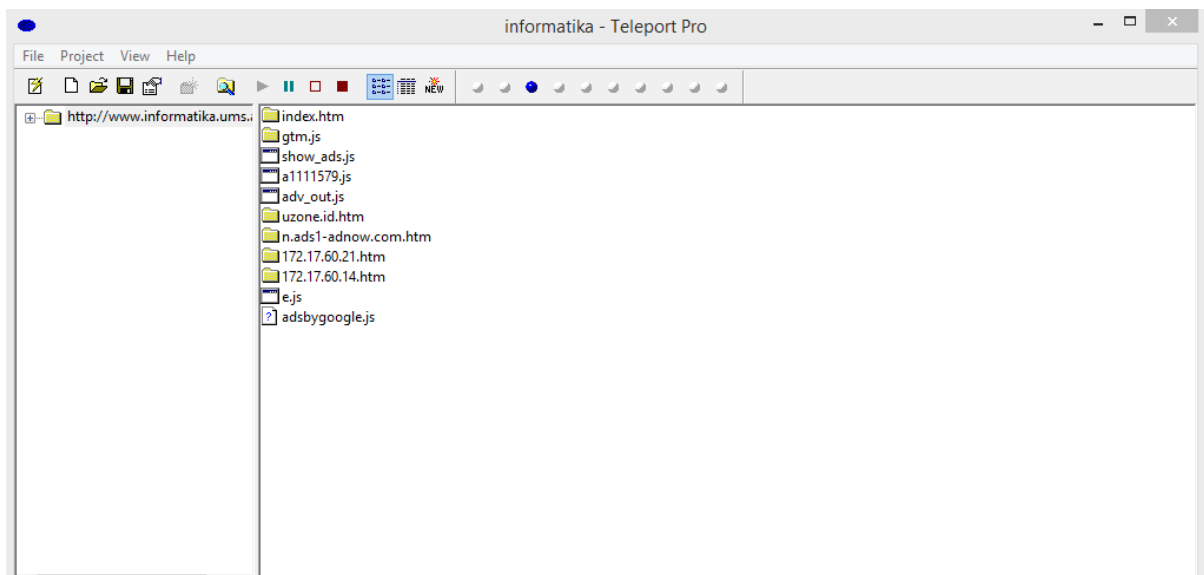 informatika - Teleport Pro
File Project View Help
NEW
http://www.informatika.ums.a
index.htm
gtm.js
show_ads.js
a1111579.js
adv_out.js
uzone.id.htm
n.ads1-adnow.com.htm
172.17.60.21.htm
172.17.60.14.htm
e.js
adsbygoogle.js